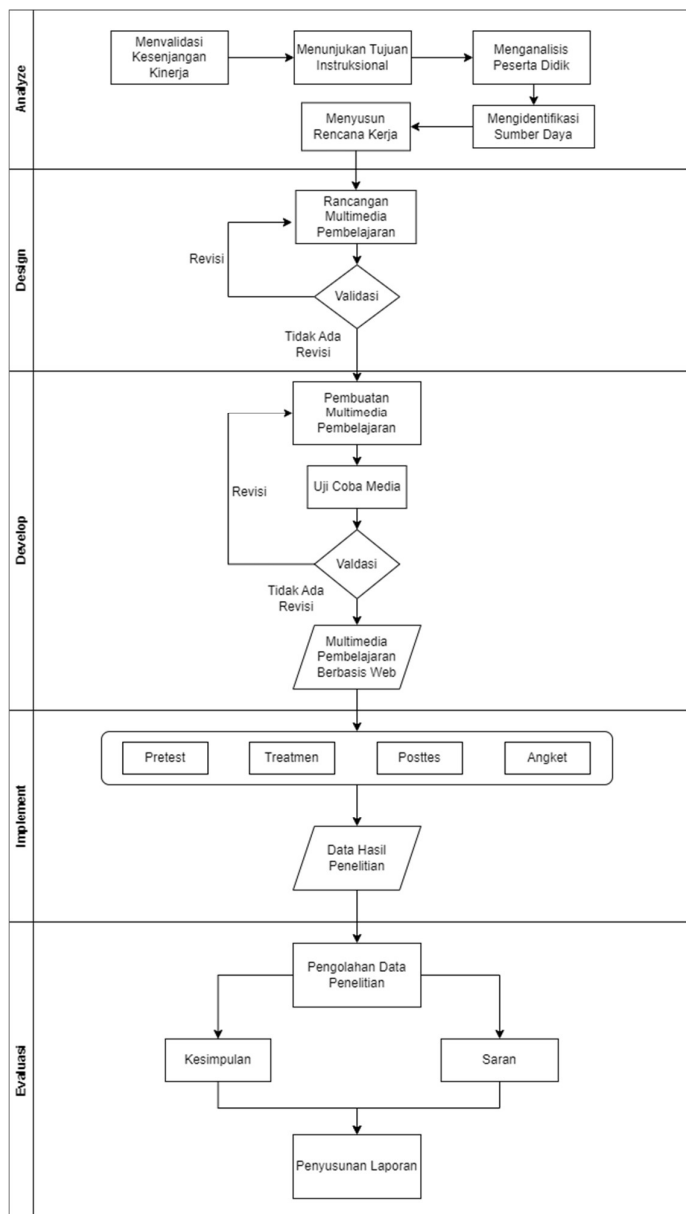 Analyze
Menvalidasi
Kesenjangan
Kinerja
Menunjukan Tujuan
Instruksional
Menganalisis
Peserta Didik
Mengidentifikasi
Sumber Daya
Menyusun
Rencana Kerja
Design
Rancangan
Multimedia
Pembelajaran
Revisi
Validasi
Tidak Ada
Revisi
Develop
Pembuatan
Multimedia
Pembelajaran
Uji Coba Media
Revisi
Valdasi
Tidak Ada
Revisi
Multimedia
Pembelajaran
Berbasis Web
Implement
Pretest
Treatmen
Posttes
Angket
Data Hasil
Penelitian
Evaluasi
Pengolahan Data
Penelitian
Kesimpulan
Saran
Penyusunan Laporan